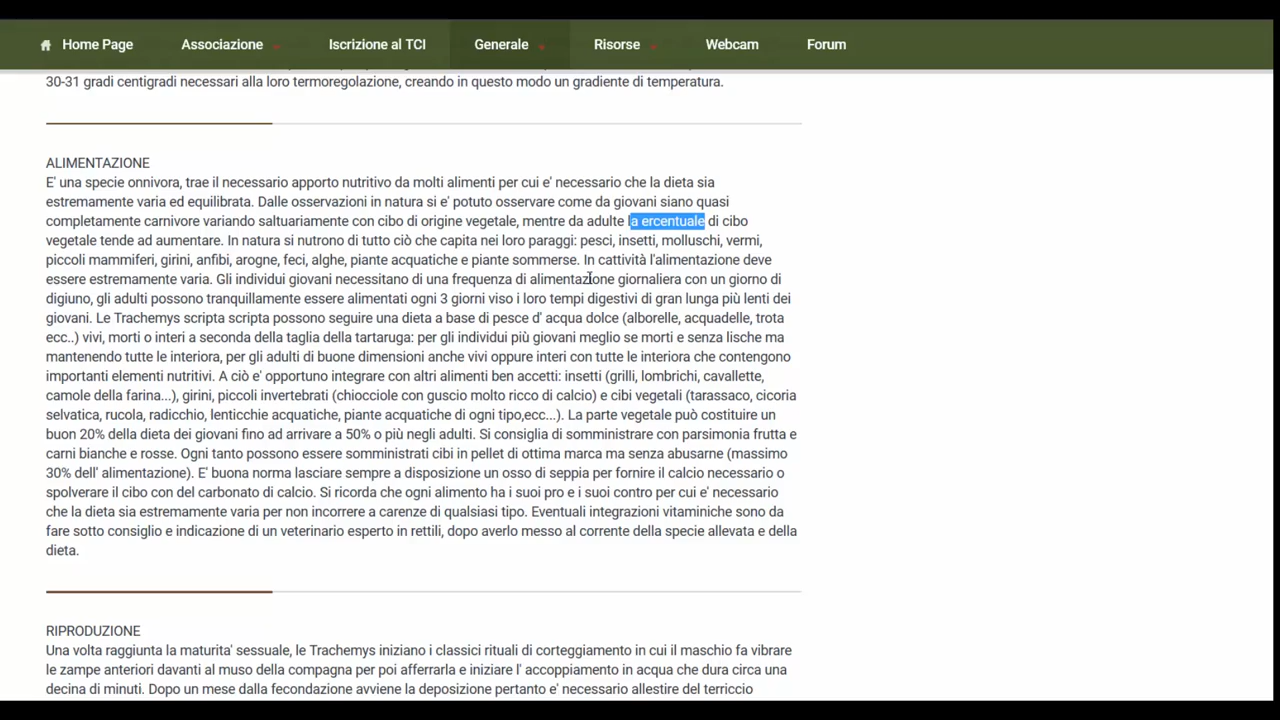 Home Page Associazione Iscrizione al TCI Generale Risorse Webcam Forum
30-31 gradi centigradi necessari alla loro termoregolazione, creando in questo modo un gradiente di temperatura.
ALIMENTAZIONE
E' una specie onnivora, trae il necessario apporto nutritivo da molti alimenti per cui e' necessario che la dieta sia
estremamente varia ed equilibrata. Dalle osservazioni in natura si e' potuto osservare come da giovani siano quasi
completamente carnivore variando saltuariamente con cibo di origine vegetale, mentre da adulte la ercentuale di cibo
vegetale tende ad aumentare. In natura si nutrono di tutto ciò che capita nei loro paraggi: pesci, insetti, molluschi, vermi,
piccoli mammiferi, girini, anfibi, arogne, feci, alghe, piante acquatiche e piante sommerse. In cattività l'alimentazione deve
essere estremamente varia. Gli individui giovani necessitano di una frequenza di alimentazione giornaliera con un giorno di
digiuno, gli adulti possono tranquillamente essere alimentati ogni 3 giorni viso i loro tempi digestivi di gran lunga più lenti dei
giovani. Le Trachemys scripta scripta possono seguire una dieta a base di pesce d' acqua dolce (alborelle, acquadelle, trota
ecc..) vivi, morti o interi a seconda della taglia della tartaruga: per gli individui più giovani meglio se morti e senza lische ma
mantenendo tutte le interiora, per gli adulti di buone dimensioni anche vivi oppure interi con tutte le interiora che contengono
importanti elementi nutritivi. A ciò e' opportuno integrare con altri alimenti ben accetti: insetti (grilli, lombrichi, cavallette,
camole della farina...), girini, piccoli invertebrati (chiocciole con guscio molto ricco di calcio) e cibi vegetali (tarassaco, cicoria
selvatica, rucola, radicchio, lenticchie acquatiche, piante acquatiche di ogni tipo,ecc...). La parte vegetale può costituire un
buon 20% della dieta dei giovani fino ad arrivare a 50% o più negli adulti. Si consiglia di somministrare con parsimonia frutta e
carni bianche e rosse. Ogni tanto possono essere somministrati cibi in pellet di ottima marca ma senza abusarne (massimo
30% dell' alimentazione). E' buona norma lasciare sempre a disposizione un osso di seppia per fornire il calcio necessario o
spolverare il cibo con del carbonato di calcio. Si ricorda che ogni alimento ha i suoi pro e i suoi contro per cui e' necessario
che la dieta sia estremamente varia per non incorrere a carenze di qualsiasi tipo. Eventuali integrazioni vitaminiche sono da
fare sotto consiglio e indicazione di un veterinario esperto in rettili, dopo averlo messo al corrente della specie allevata e della
dieta.
RIPRODUZIONE
Una volta raggiunta la maturita' sessuale, le Trachemys iniziano i classici rituali di corteggiamento in cui il maschio fa vibrare
le zampe anteriori davanti al muso della compagna per poi afferrarla e iniziare l' accoppiamento in acqua che dura circa una
decina di minuti. Dopo un mese dalla fecondazione avviene la deposizione pertanto e' necessario allestire del terriccio